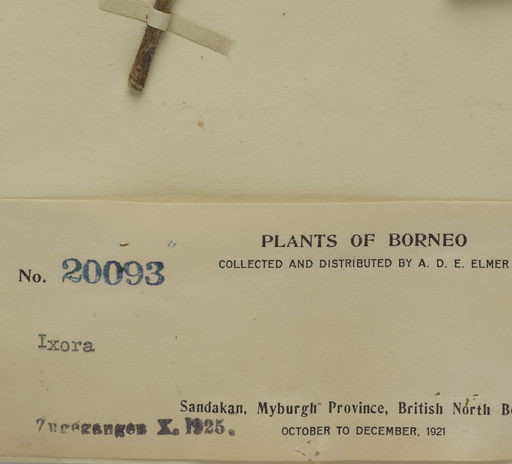 PLANTS OF BORNEO
COLLECTED AND DISTRIBUTED BY A. D. E. ELMER
No. 20093
Ixora
Sandakan, Myburgh Province, British North B
Zugegangen X. 1925.
OCTOBER TO DECEMBER, 1921